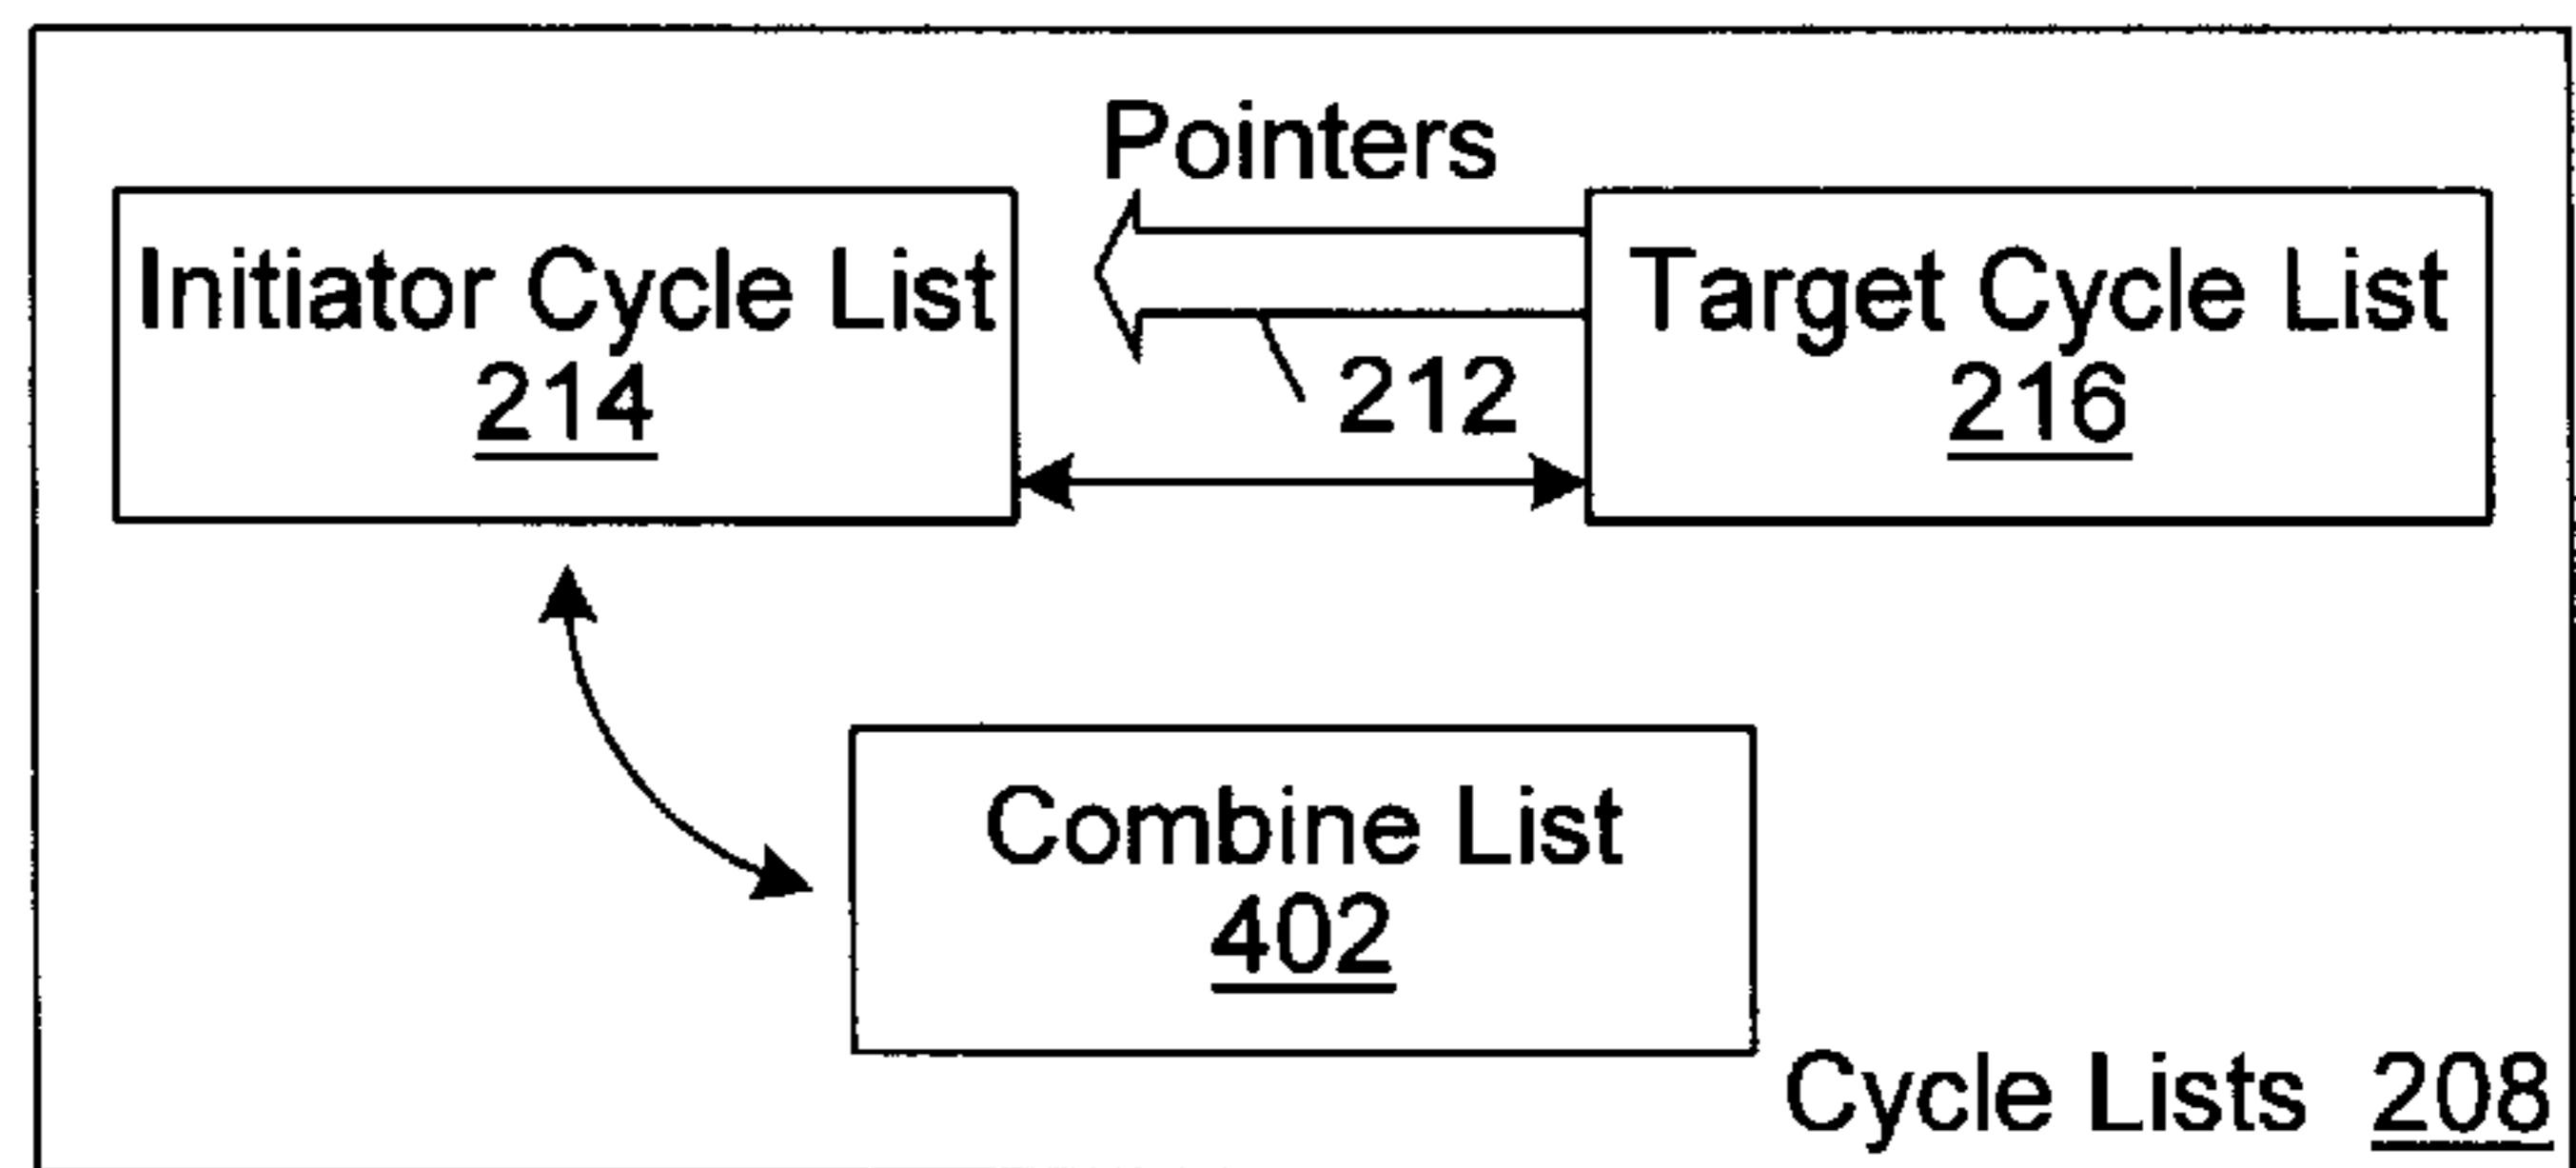 Pointers
Initiator Cycle List
214
212
Target Cycle List
216
Combine List
402
Cycle Lists 208